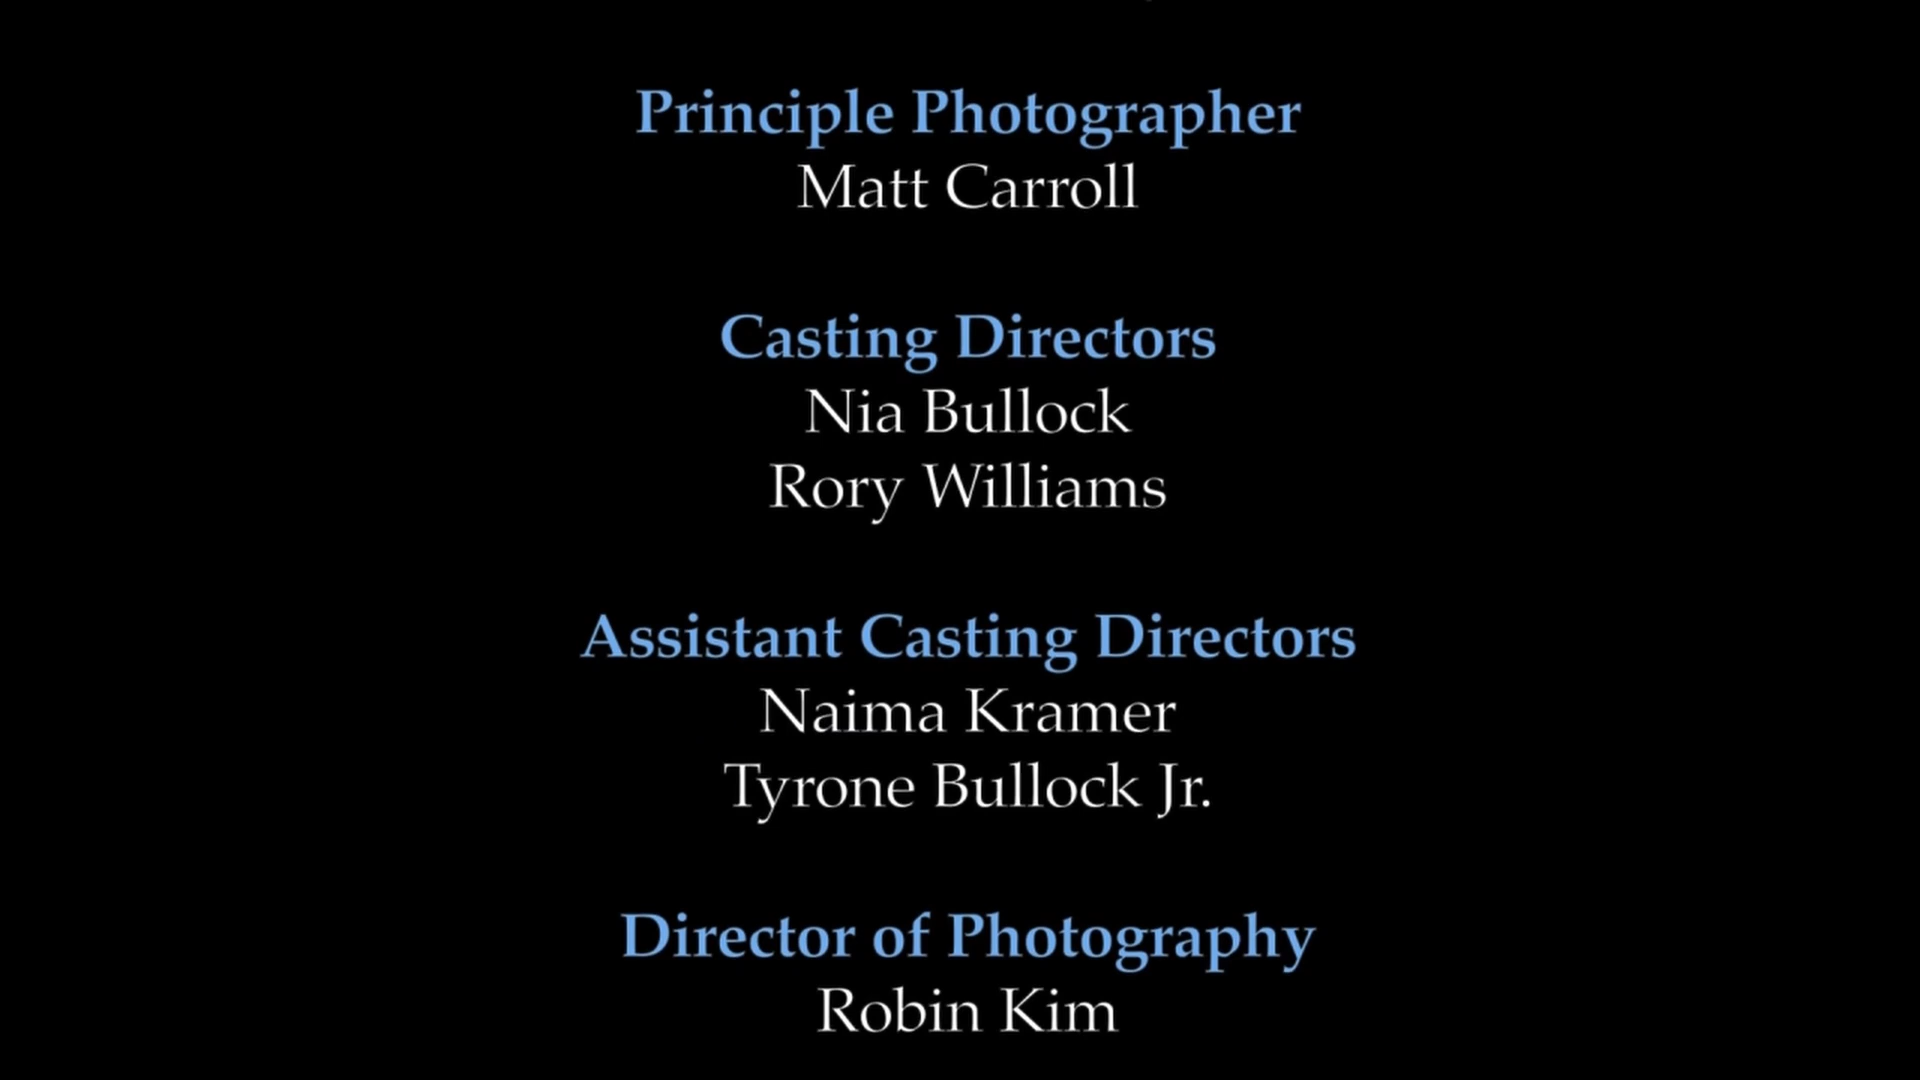 Principle Photographer
Matt Carroll
Casting Directors
Nia Bullock
Rory Williams
Assistant Casting Directors
Naima Kramer
Tyrone Bullock Jr.
Director of Photography
Robin Kim